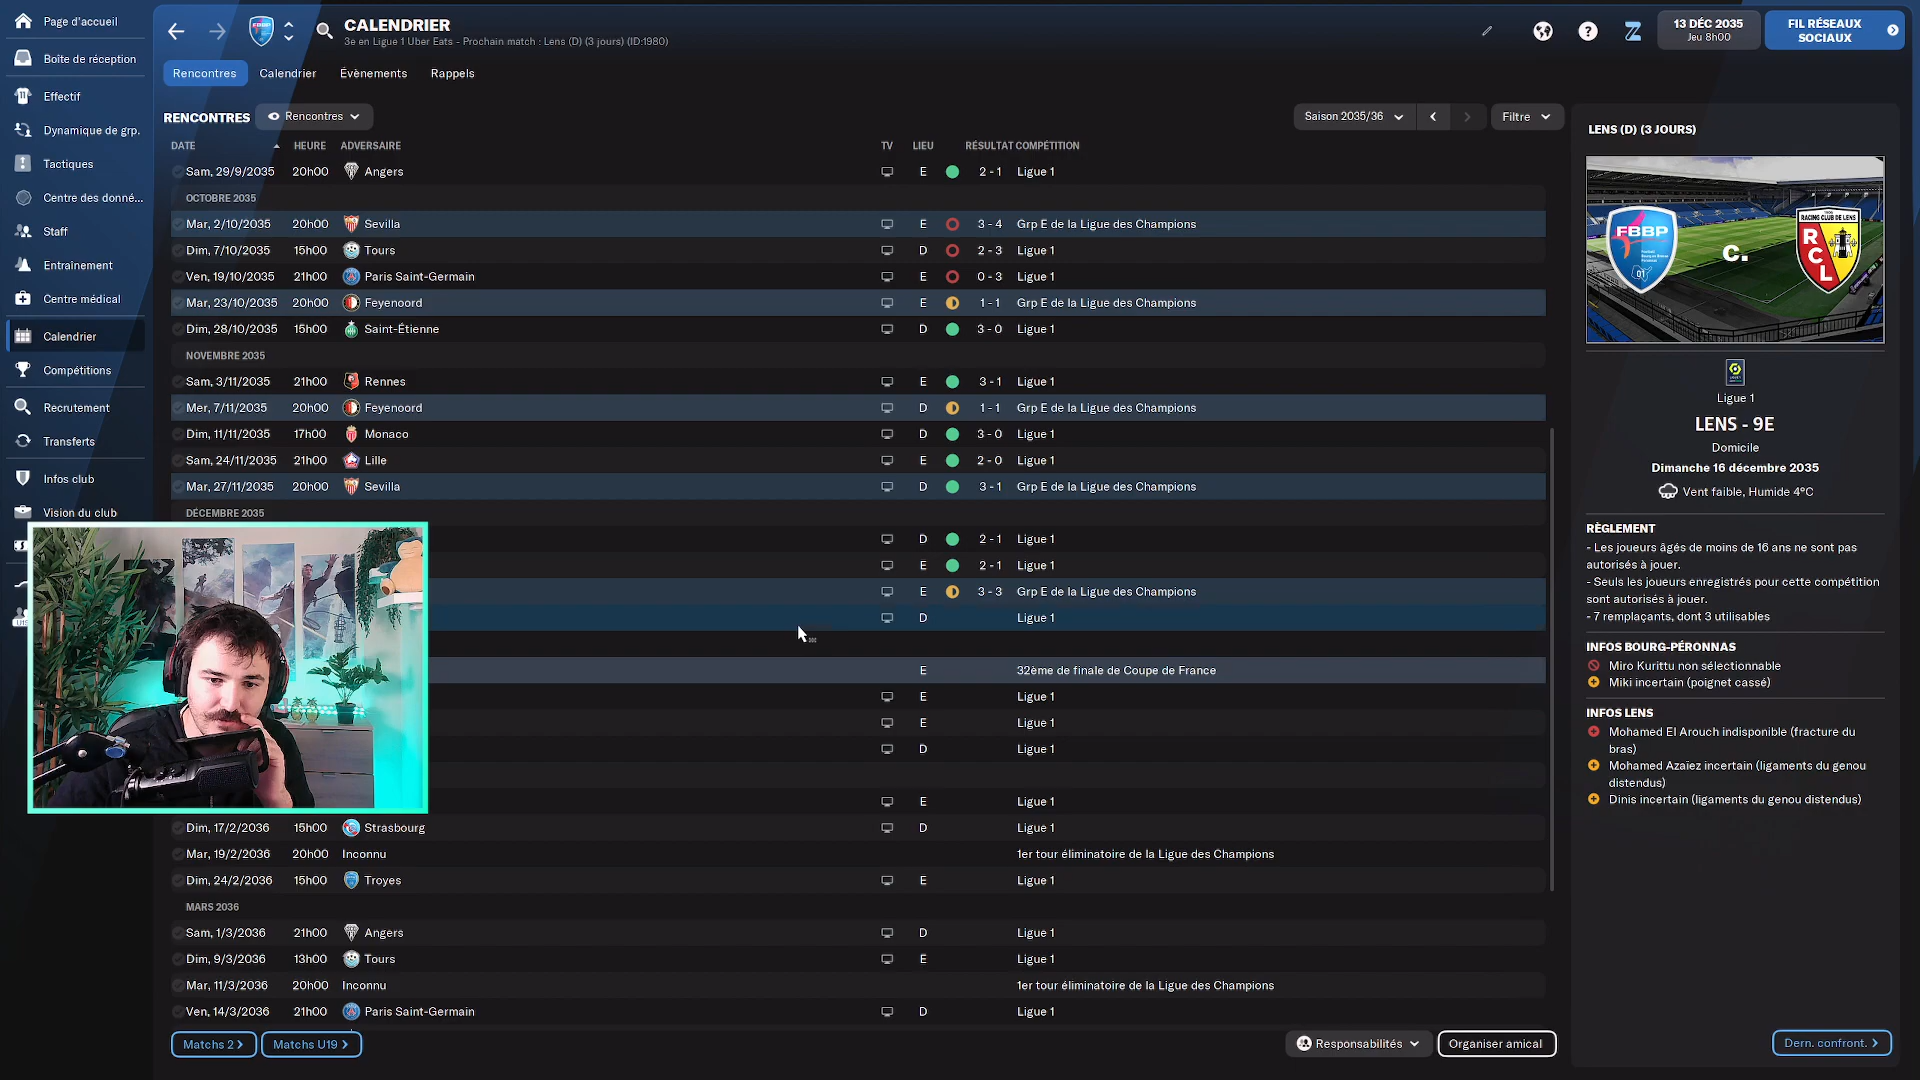 Page d'accueil
Boîte de réception
Effectif
Dynamique de grp.
Tactiques
Centre des donné...
Staff
Entraînement
Centre médical
Calendrier
Compétitions
Recrutement
Transferts
Infos club
Vision du club
CALENDRIER
3e en Ligue 1 Uber Eats - Prochain match : Lens (D) (3 jours) (ID:1980)
13 DÉC 2035
Jeu 8h00
FIL RÉSEAUX
SOCIAUX
Rencontres Calendrier Évènements Rappels
RENCONTRES Rencontres Saison 2035/36 Filtre
DATE HEURE ADVERSAIRE TV LIEU RÉSULTAT COMPÉTITION
Sam, 29/9/2035 20h00 Angers E 2 - 1 Ligue 1
OCTOBRE 2035
Mar, 2/10/2035 20h00 Sevilla E 3 - 4 Grp E de la Ligue des Champions
Dim, 7/10/2035 15h00 Tours D 2 - 3 Ligue 1
Ven, 19/10/2035 21h00 Paris Saint-Germain E 0 - 3 Ligue 1
Mar, 23/10/2035 20h00 Feyenoord E 1 - 1 Grp E de la Ligue des Champions
Dim, 28/10/2035 15h00 Saint-Étienne D 3 - 0 Ligue 1
NOVEMBRE 2035
Sam, 3/11/2035 21h00 Rennes E 3 - 1 Ligue 1
Mer, 7/11/2035 20h00 Feyenoord D 1 - 1 Grp E de la Ligue des Champions
Dim, 11/11/2035 17h00 Monaco D 3 - 0 Ligue 1
Sam, 24/11/2035 21h00 Lille E 2 - 0 Ligue 1
Mar, 27/11/2035 20h00 Sevilla D 3 - 1 Grp E de la Ligue des Champions
DÉCEMBRE 2035
D 2 - 1 Ligue 1
E 2 - 1 Ligue 1
E 3 - 3 Grp E de la Ligue des Champions
D Ligue 1
E 32ème de finale de Coupe de France
E Ligue 1
E Ligue 1
D Ligue 1
E Ligue 1
Dim, 17/2/2036 15h00 Strasbourg D Ligue 1
Mar, 19/2/2036 20h00 Inconnu 1er tour éliminatoire de la Ligue des Champions
Dim, 24/2/2036 15h00 Troyes E Ligue 1
MARS 2036
Sam, 1/3/2036 21h00 Angers D Ligue 1
Dim, 9/3/2036 13h00 Tours E Ligue 1
Mar, 11/3/2036 20h00 Inconnu 1er tour éliminatoire de la Ligue des Champions
Ven, 14/3/2036 21h00 Paris Saint-Germain D Ligue 1
Matchs 2 Matchs U19 Responsabilités Organiser amical
LENS (D) (3 JOURS)
FBBP
01
c.
RACING CLUB DE LENS
RCL
Ligue 1
LENS - 9E
Domicile
Dimanche 16 décembre 2035
Vent faible, Humide 4°C
RÈGLEMENT
- Les joueurs âgés de moins de 16 ans ne sont pas
autorisés à jouer.
- Seuls les joueurs enregistrés pour cette compétition
sont autorisés à jouer.
- 7 remplaçants, dont 3 utilisables
INFOS BOURG-PÉRONNAS
Miro Kurittu non sélectionnable
Miki incertain (poignet cassé)
INFOS LENS
Mohamed El Arouch indisponible (fracture du
bras)
Mohamed Azaiez incertain (ligaments du genou
distendus)
Dinis incertain (ligaments du genou distendus)
Dern. confront.